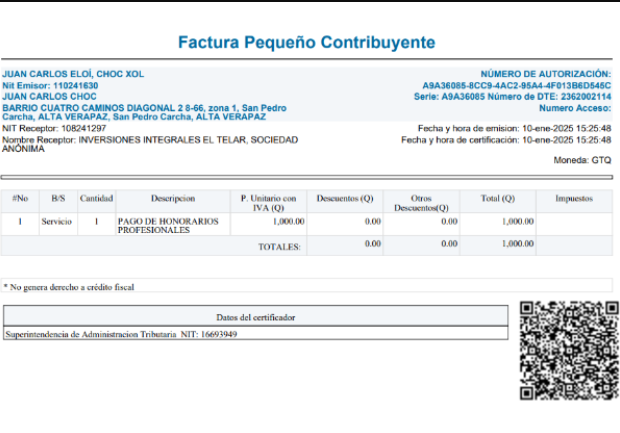 Factura Pequeño Contribuyente
JUAN CARLOS ELOÍ, CHOC XOL
Nit Emisor: 110241630
JUAN CARLOS CHOC
BARRIO CUATRO CAMINOS DIAGONAL 2 8-66, zona 1, San Pedro
Carcha, ALTA VERAPAZ, San Pedro Carcha, ALTA VERAPAZ
NIT Receptor: 108241297
Nombre Receptor: INVERSIONES INTEGRALES EL TELAR, SOCIEDAD
ANÓNIMA
NÚMERO DE AUTORIZACIÓN:
A9A36085-8CC9-4AC2-95A4-4F013B6D545C
Serie: A9A36085 Número de DTE: 2362002114
Numero Acceso:
Fecha y hora de emision: 10-ene-2025 15:25:48
Fecha y hora de certificación: 10-ene-2025 15:25:48
Moneda: GTQ
#No B/S Cantidad Descripcion P. Unitario con IVA (Q) Descuentos (Q) Otros Descuentos(Q) Total (Q) Impuestos
1 Servicio 1 PAGO DE HONORARIOS PROFESIONALES 1,000.00 0.00 0.00 1,000.00
TOTALES: 0.00 0.00 1,000.00
* No genera derecho a crédito fiscal
Datos del certificador
Superintendencia de Administracion Tributaria NIT: 16693949